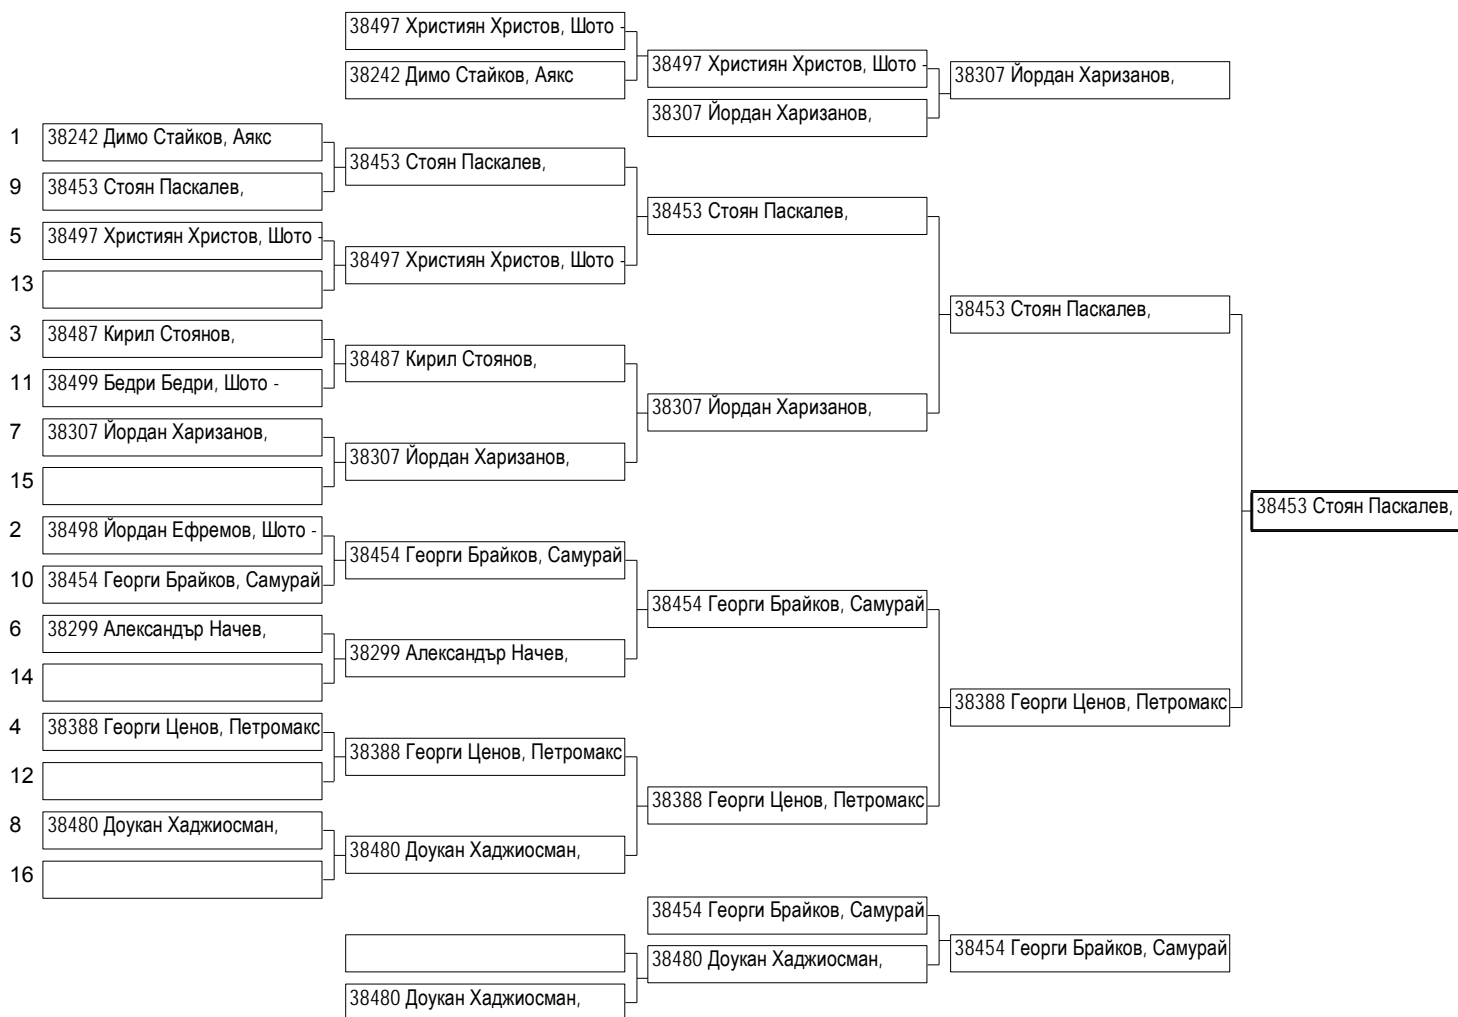 38497 Християн Христов, Шото -
38242 Димо Стайков, Аякс
38497 Християн Христов, Шото -
38307 Йордан Харизанов,
38307 Йордан Харизанов,
1 38242 Димо Стайков, Аякс
9 38453 Стоян Паскалев,
5 38497 Християн Христов, Шото -
13
3 38487 Кирил Стоянов,
11 38499 Бедри Бедри, Шото -
7 38307 Йордан Харизанов,
15
2 38498 Йордан Ефремов, Шото -
10 38454 Георги Брайков, Самурай
6 38299 Александър Начев,
14
4 38388 Георги Ценов, Петромакс
12
8 38480 Доукан Хаджиосман,
16
38453 Стоян Паскалев,
38497 Християн Христов, Шото -
38487 Кирил Стоянов,
38307 Йордан Харизанов,
38454 Георги Брайков, Самурай
38299 Александър Начев,
38388 Георги Ценов, Петромакс
38480 Доукан Хаджиосман,
38453 Стоян Паскалев,
38307 Йордан Харизанов,
38454 Георги Брайков, Самурай
38388 Георги Ценов, Петромакс
38453 Стоян Паскалев,
38388 Георги Ценов, Петромакс
38453 Стоян Паскалев,
38480 Доукан Хаджиосман,
38454 Георги Брайков, Самурай
38480 Доукан Хаджиосман,
38454 Георги Брайков, Самурай